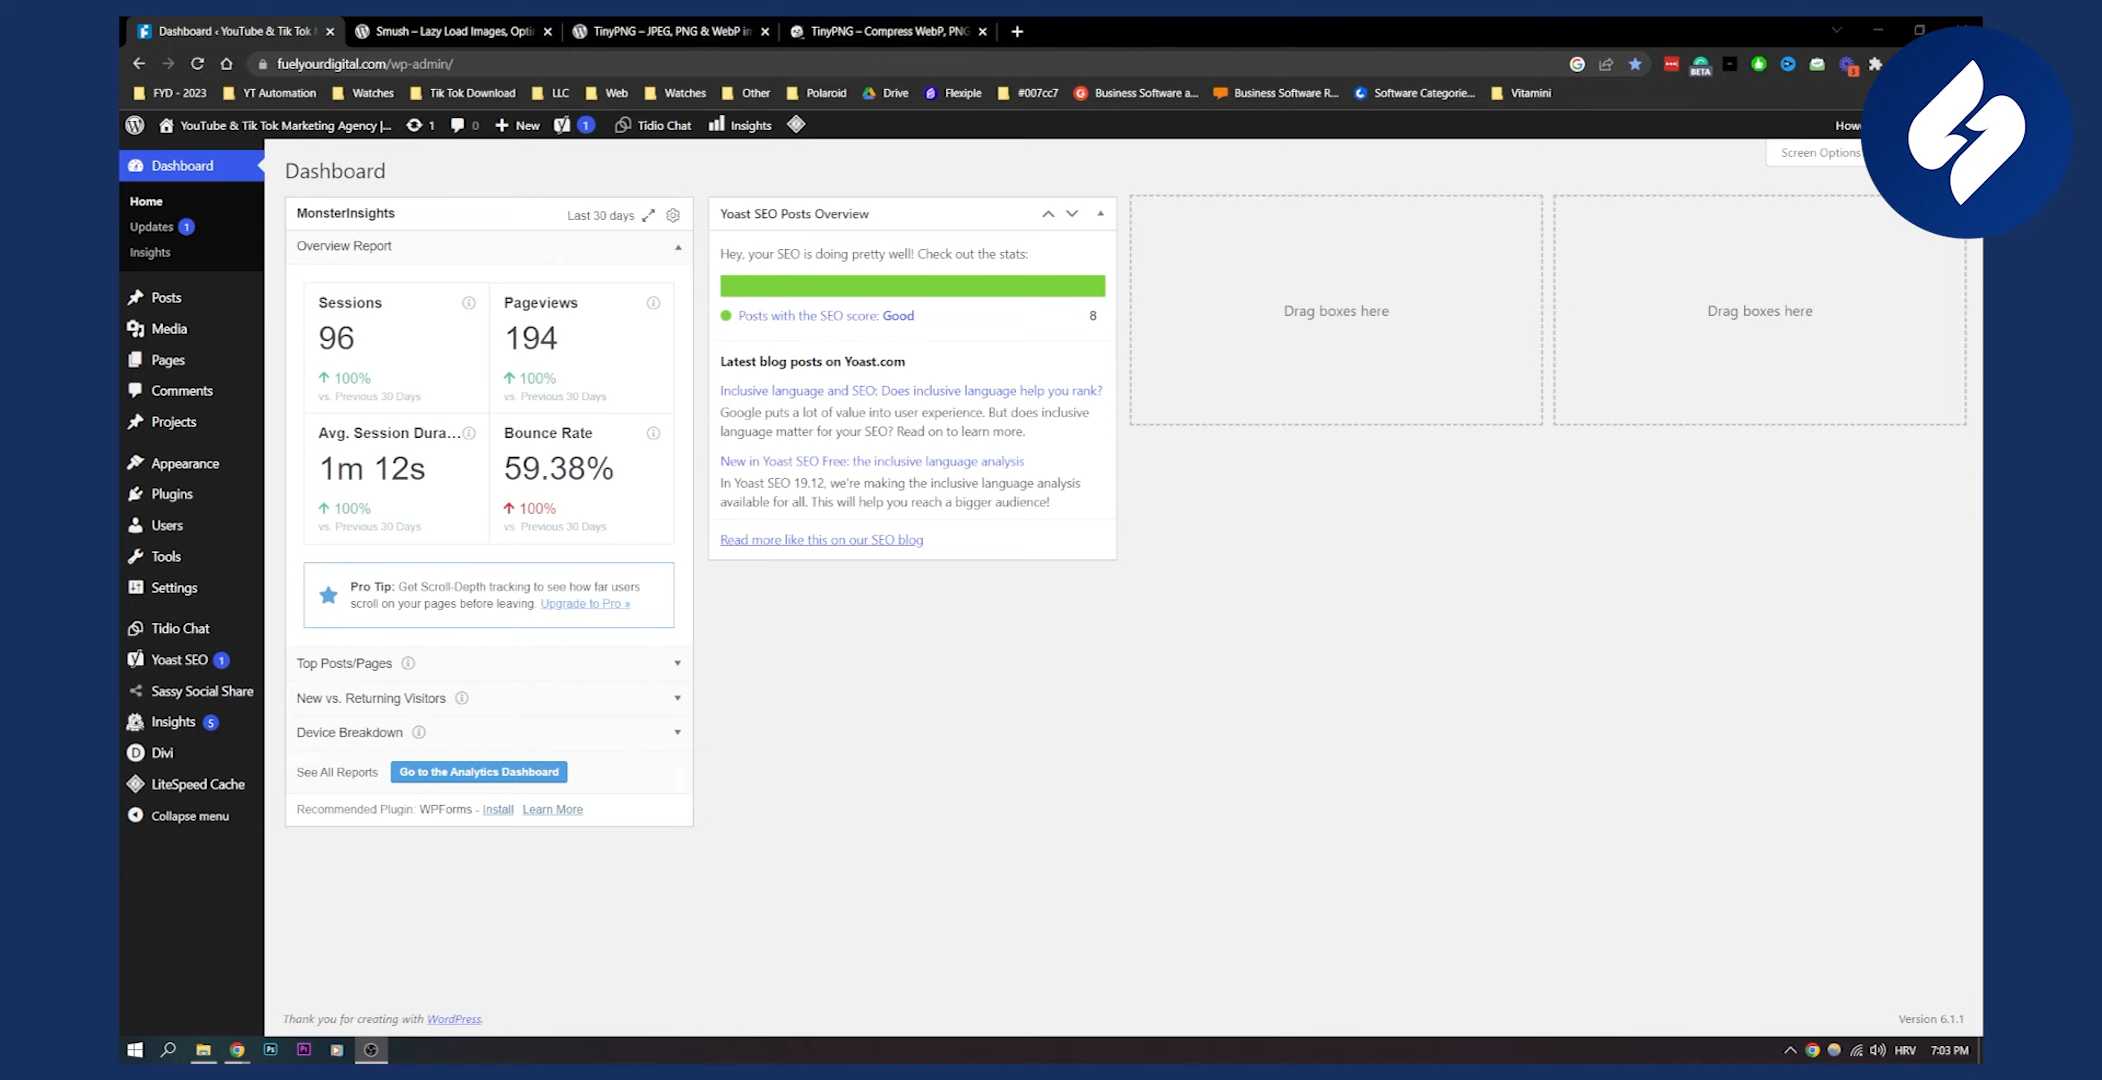 Dashboard ‹ YouTube & Tik Tok
Smush – Lazy Load Images, Opti
TinyPNG – JPEG, PNG & WebP in
TinyPNG – Compress WebP, PNG
fuelyourdigital.com/wp-admin/
BETA
FYD - 2023
YT Automation
Watches
Tik Tok Download
LLC
Web
Watches
Other
Polaroid
Drive
Flexiple
#007cc7
Business Software a...
Business Software R...
Software Categorie...
Vitamini
YouTube & Tik Tok Marketing Agency |...
1
0
New
1
Tidio Chat
Insights
Screen Options
Dashboard
Home
Updates 1
Insights
Posts
Media
Pages
Comments
Projects
Appearance
Plugins
Users
Tools
Settings
Tidio Chat
Yoast SEO 1
Sassy Social Share
Insights 5
Divi
LiteSpeed Cache
Collapse menu
Dashboard
MonsterInsights
Last 30 days
Overview Report
Sessions
96
100%
vs. Previous 30 Days
Pageviews
194
100%
vs. Previous 30 Days
Avg. Session Dura...
1m 12s
100%
vs. Previous 30 Days
Bounce Rate
59.38%
100%
vs. Previous 30 Days
Pro Tip: Get Scroll-Depth tracking to see how far users
scroll on your pages before leaving. Upgrade to Pro »
Top Posts/Pages
New vs. Returning Visitors
Device Breakdown
See All Reports
Go to the Analytics Dashboard
Recommended Plugin: WPForms - Install Learn More
Yoast SEO Posts Overview
Hey, your SEO is doing pretty well! Check out the stats:
Posts with the SEO score: Good
8
Latest blog posts on Yoast.com
Inclusive language and SEO: Does inclusive language help you rank?
Google puts a lot of value into user experience. But does inclusive
language matter for your SEO? Read on to learn more.
New in Yoast SEO Free: the inclusive language analysis
In Yoast SEO 19.12, we're making the inclusive language analysis
available for all. This will help you reach a bigger audience!
Read more like this on our SEO blog
Drag boxes here
Drag boxes here
Thank you for creating with WordPress.
Version 6.1.1
Ps
Pr
HRV
7:03 PM